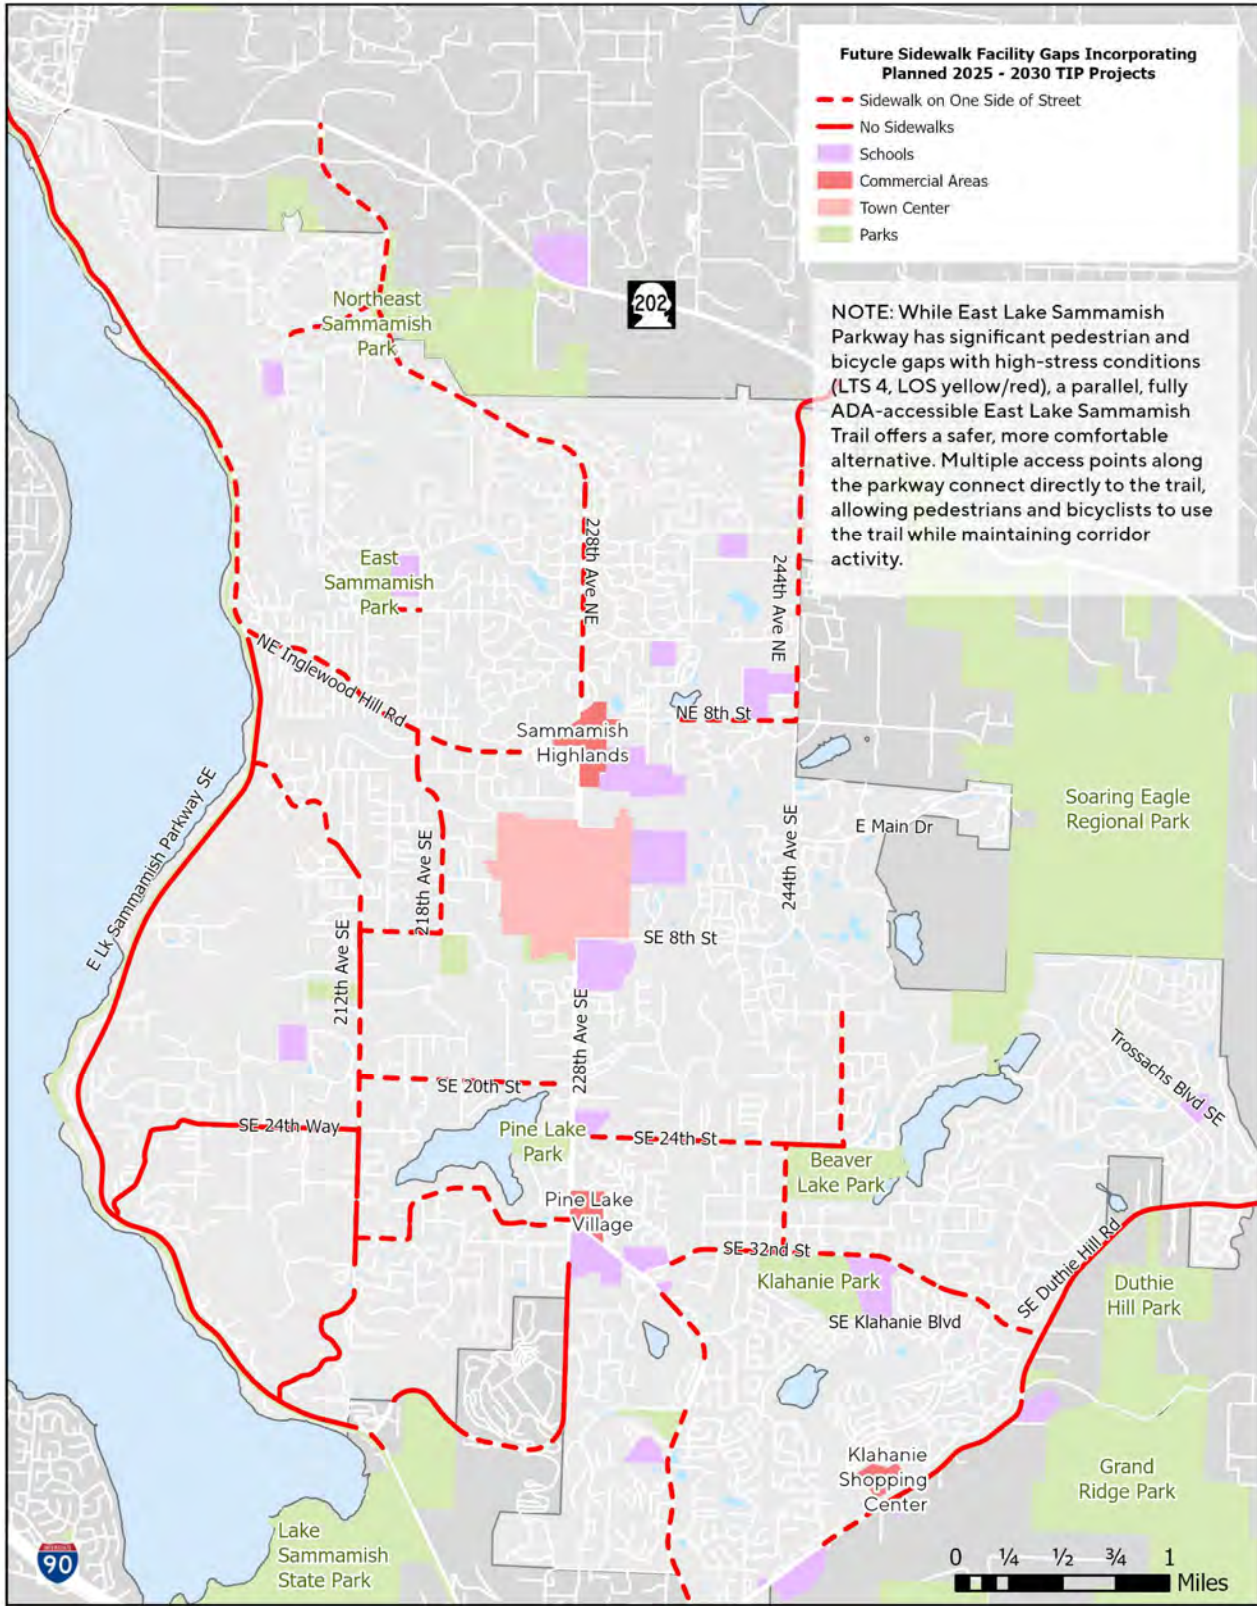 Future Sidewalk Facility Gaps Incorporating
Planned 2025 - 2030 TIP Projects
Sidewalk on One Side of Street
No Sidewalks
Schools
Commercial Areas
Town Center
Parks
202
NOTE: While East Lake Sammamish
Parkway has significant pedestrian and
bicycle gaps with high-stress conditions
(LTS 4, LOS yellow/red), a parallel, fully
ADA-accessible East Lake Sammamish
Trail offers a safer, more comfortable
alternative. Multiple access points along
the parkway connect directly to the trail,
allowing pedestrians and bicyclists to use
the trail while maintaining corridor
activity.
Northeast
Sammamish
Park
228th Ave NE
244th Ave NE
East
Sammamish
Park
NE Inglewood Hill Rd
NE 8th St
Sammamish
Highlands
E Lk Sammamish Parkway SE
218th Ave SE
244th Ave SE
E Main Dr
Soaring Eagle
Regional Park
212th Ave SE
SE 8th St
228th Ave SE
Trossachs Blvd SE
SE 20th St
SE 24th Way
Pine Lake
Park
SE 24th St
Beaver
Lake Park
Pine Lake
Village
SE 32nd St
Klahanie Park
SE Duthie Hill Rd
Duthie
Hill Park
SE Klahanie Blvd
Klahanie
Shopping
Center
Grand
Ridge Park
Lake
Sammamish
State Park
INTERSTATE
90
0 1/4 1/2 3/4 1
Miles